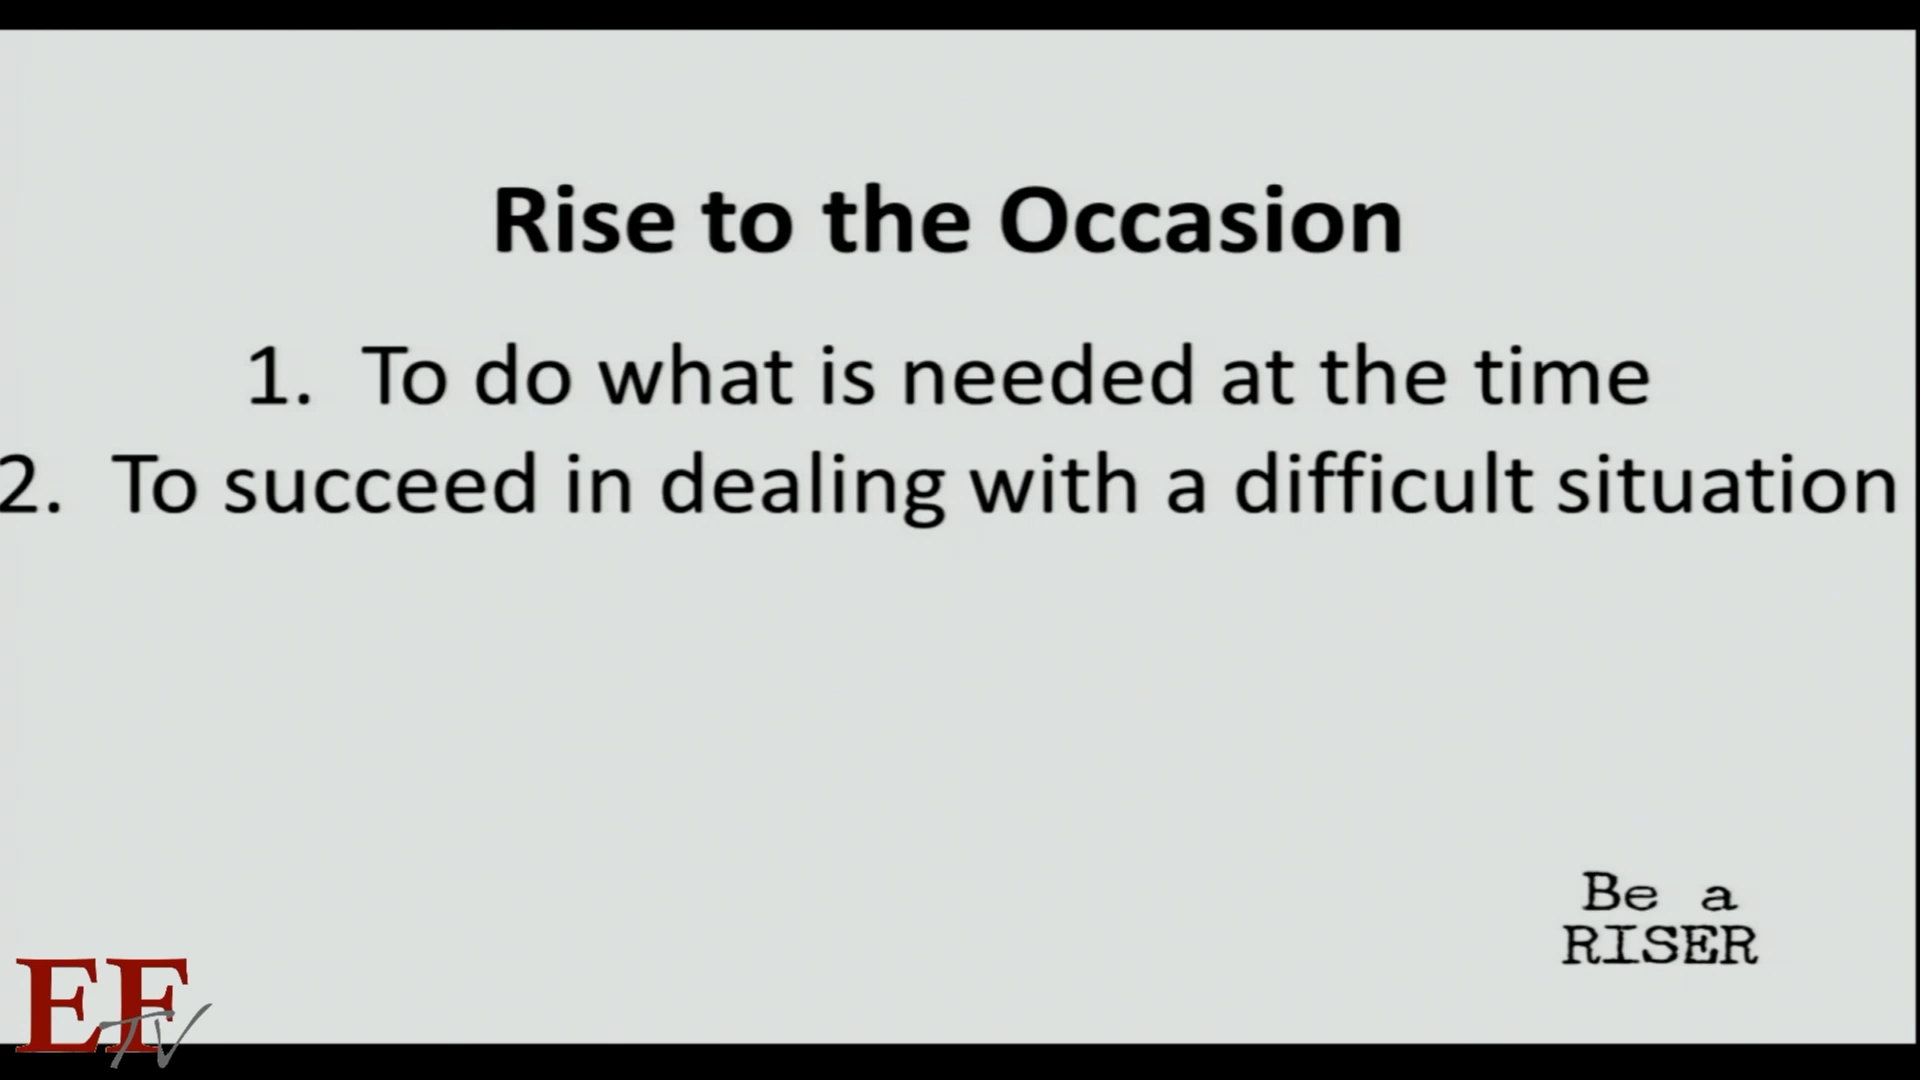 Rise to the Occasion
1. To do what is needed at the time
2. To succeed in dealing with a difficult situation
Be a
RISER
EF
TV